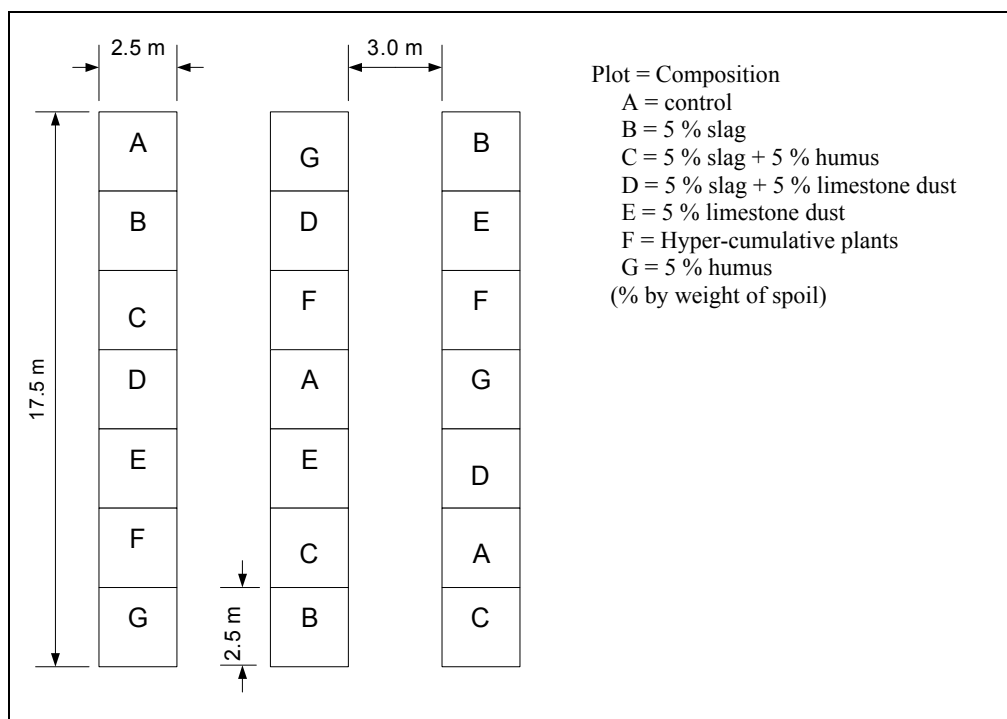 2.5 m
3.0 m
17.5 m
2.5 m
A
B
C
D
E
F
G
G
D
F
A
E
C
B
B
E
F
G
D
A
C
Plot = Composition
A = control
B = 5 % slag
C = 5 % slag + 5 % humus
D = 5 % slag + 5 % limestone dust
E = 5 % limestone dust
F = Hyper-cumulative plants
G = 5 % humus
(% by weight of spoil)